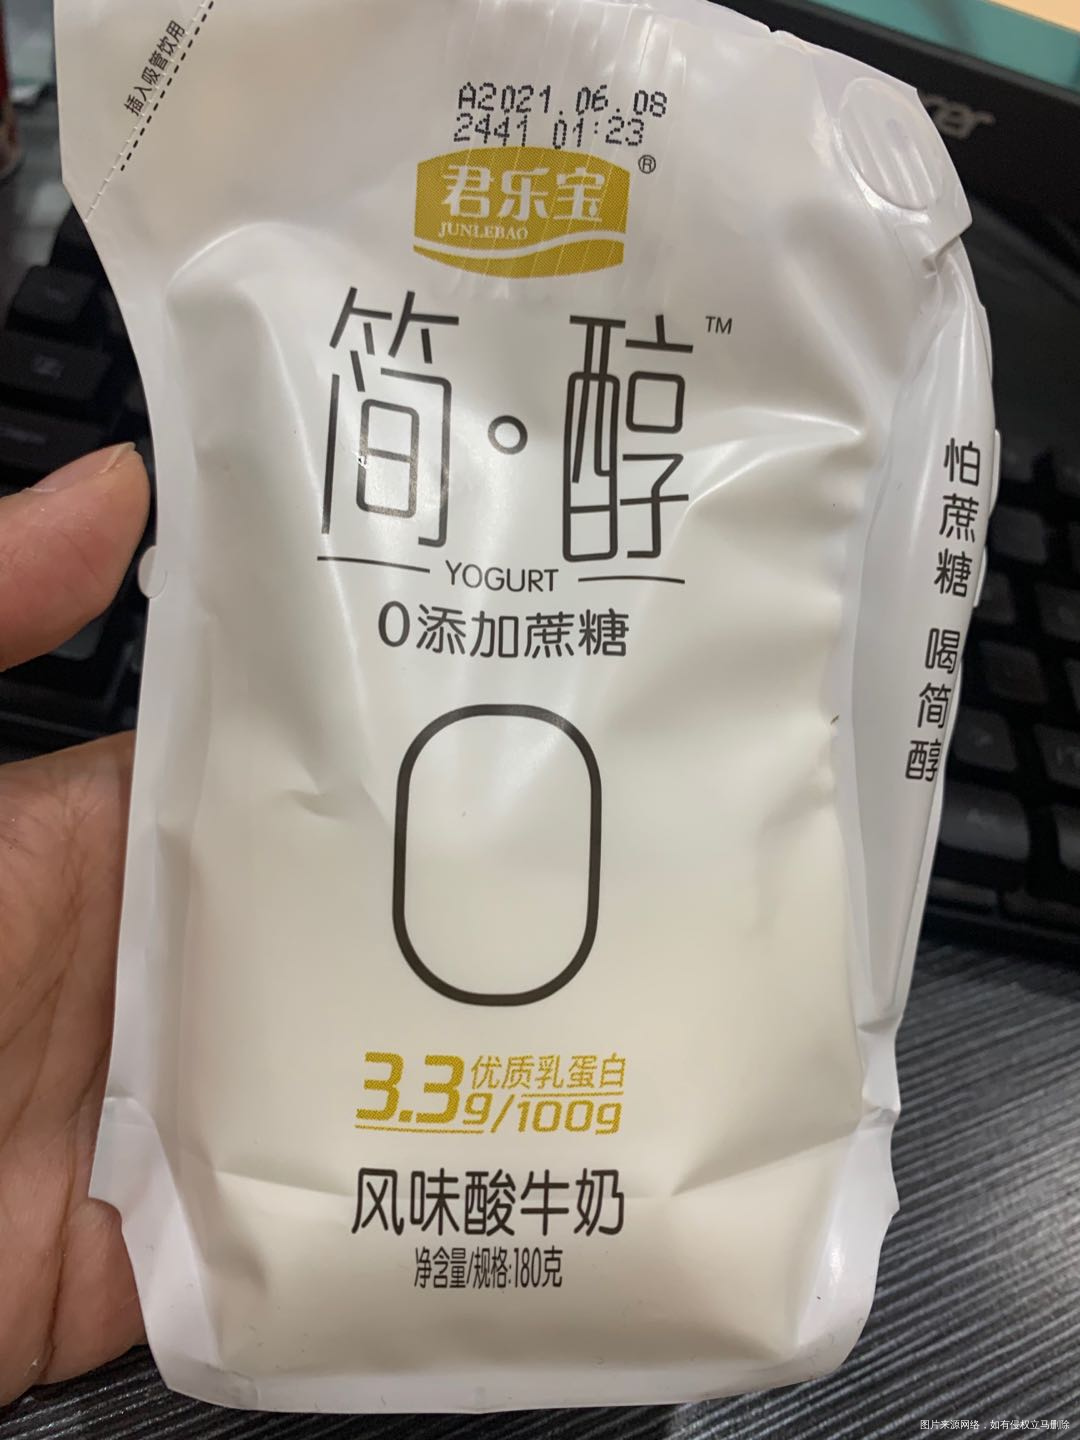 插入吸管饮用
A2021.06.08
2441 01:23
君乐宝®
JUNLEBAO
简·醇™
YOGURT
0添加蔗糖
怕蔗糖 喝简醇
0
3.3g/100g
优质乳蛋白
风味酸牛奶
净含量/规格:180克
图片来源网络，如有侵权立马删除